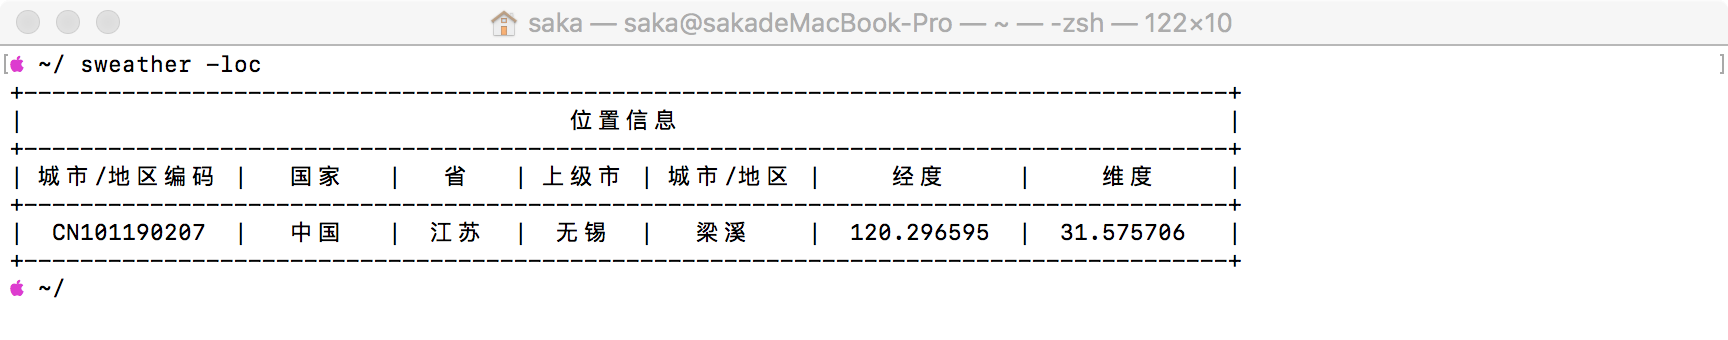 saka — saka@sakadeMacBook-Pro — ~ — -zsh — 122×10
~/ sweather -loc
位置信息
| 城市/地区编码 | 国家 | 省 | 上级市 | 城市/地区 | 经度 | 维度 |
| CN101190207 | 中国 | 江苏 | 无锡 | 梁溪 | 120.296595 | 31.575706 |
~/